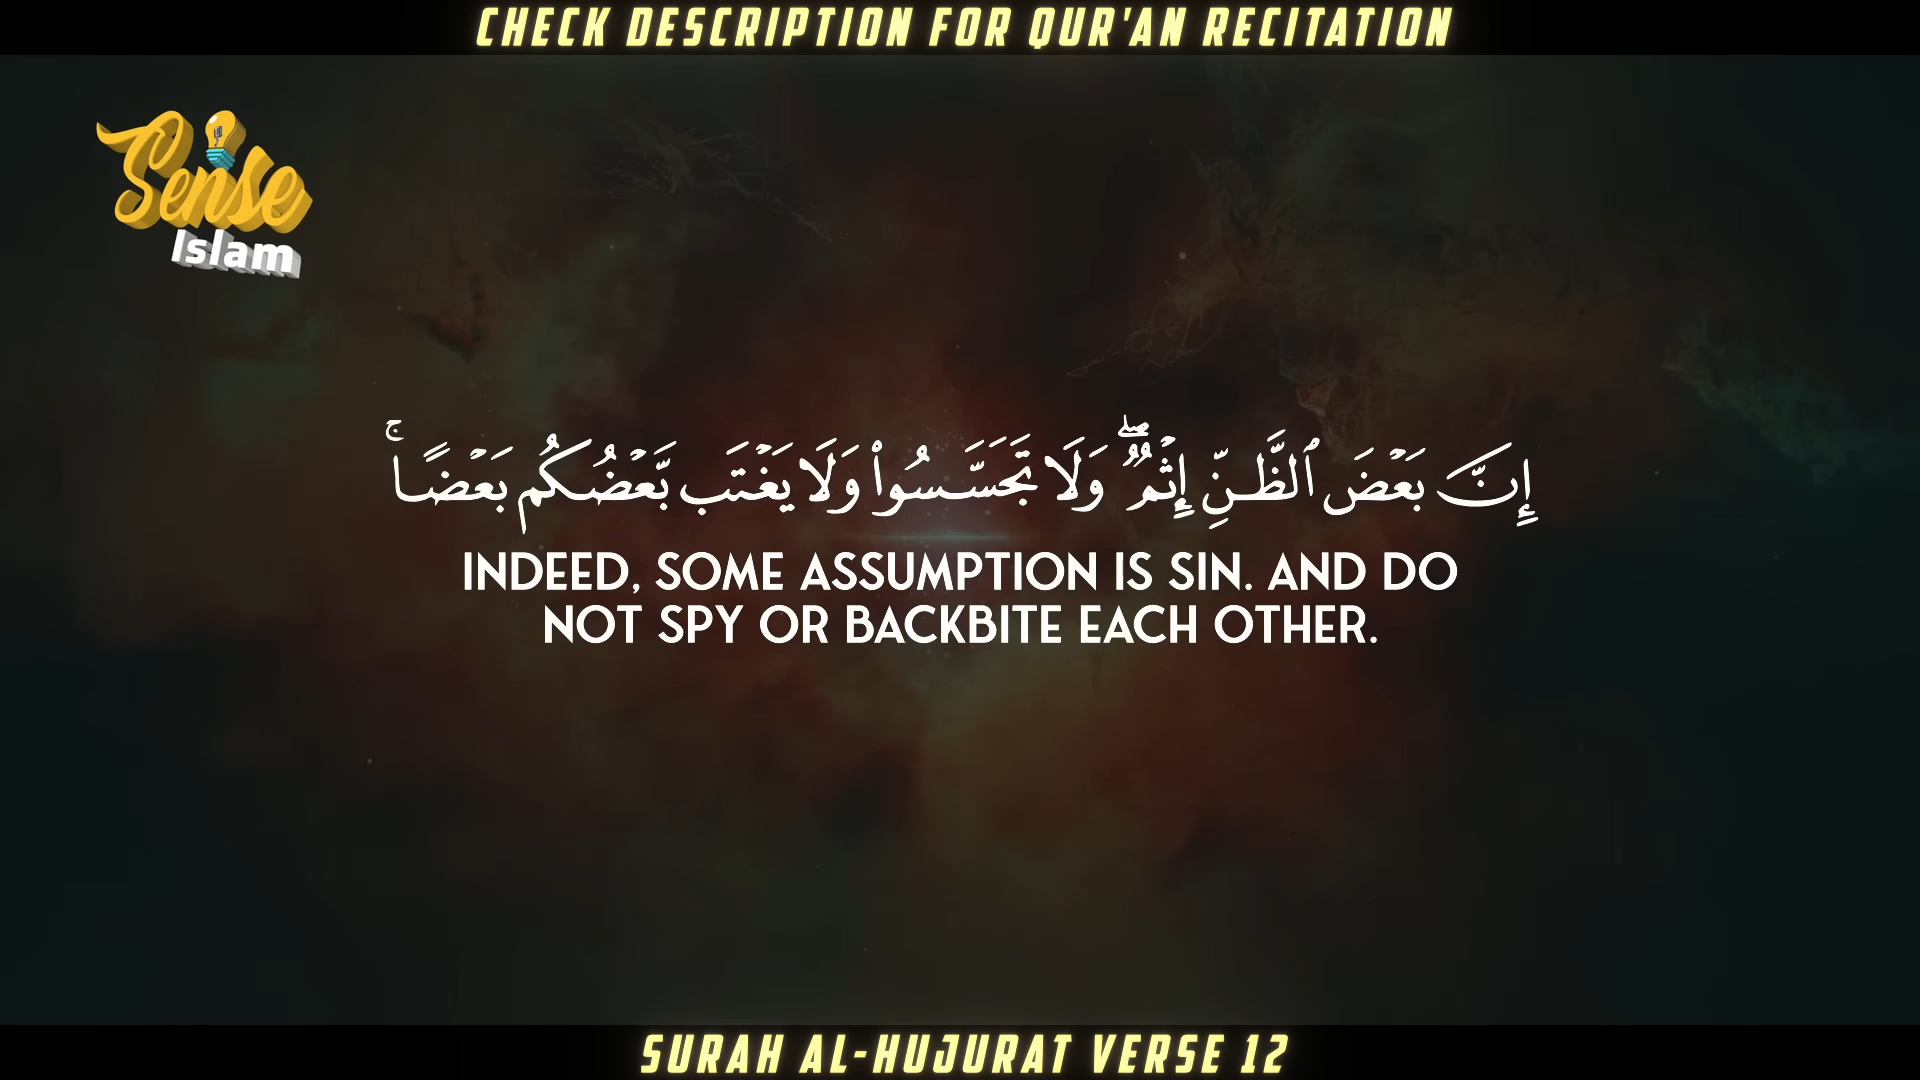 CHECK DESCRIPTION FOR QUR'AN RECITATION
Sense
Islam
إِنَّ بَعْضَ ٱلظَّنِّ إِثْمٌۭ ۖ وَلَا تَجَسَّسُوا۟ وَلَا يَغْتَب بَّعْضُكُم بَعْضًا ۚ
INDEED, SOME ASSUMPTION IS SIN. AND DO
NOT SPY OR BACKBITE EACH OTHER.
SURAH AL-HUJURAT VERSE 12